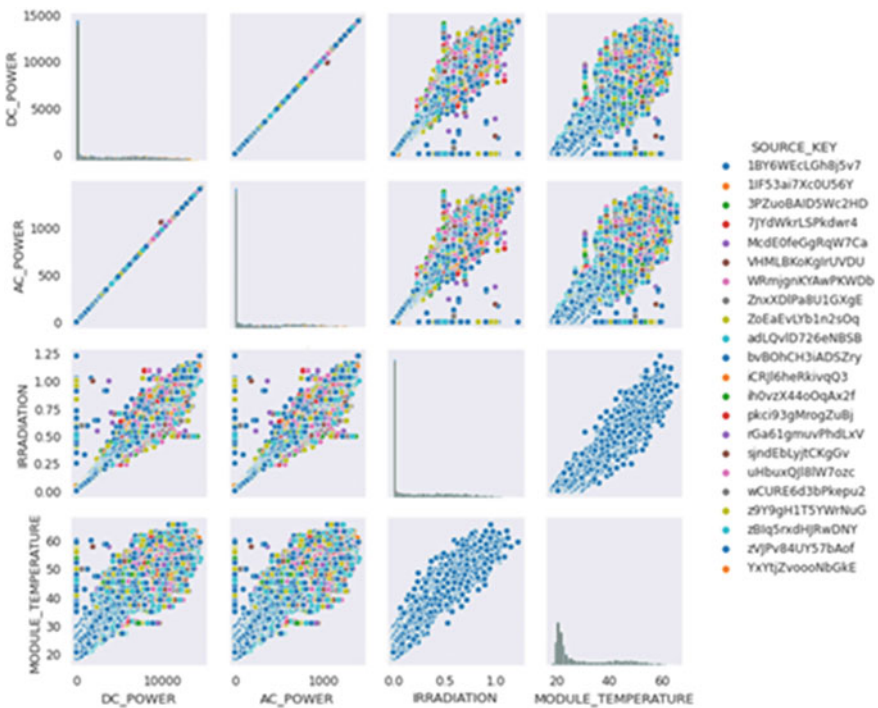 15000
10000
5000
0
DC_POWER
1000
500
0
AC_POWER
1.25
1.00
0.75
0.50
0.25
0.00
IRRADIATION
60
50
40
30
20
MODULE_TEMPERATURE
0 10000
DC_POWER
0 1000
AC_POWER
0.0 0.5 1.0
IRRADIATION
20 40 60
MODULE_TEMPERATURE
SOURCE_KEY
1BY6WEcLGh8j5v7
1IF53ai7Xc0U56Y
3PZuoBAID5Wc2HD
7JYdWkrLSPkdwr4
McdE0feGgRqW7Ca
VHMLBKoKgIrUVDU
WRmjgnKYAwPKWDb
ZnxXDlPa8U1GXgE
ZoEaEvLYb1n2sOq
adLQvlD726eNBSB
bvBOhCH3iADSZry
iCRJl6heRkivqQ3
ih0vzX44oOqAx2f
pkci93gMrogZuBj
rGa61gmuvPhdLxV
sjndEbLyjtCKgGv
uHbuxQJl8lW7ozc
wCURE6d3bPkepu2
z9Y9gH1T5YWrNuG
zBIq5rxdHJRwDNY
zVJPv84UY57bAof
YxYtjZvoooNbGkE